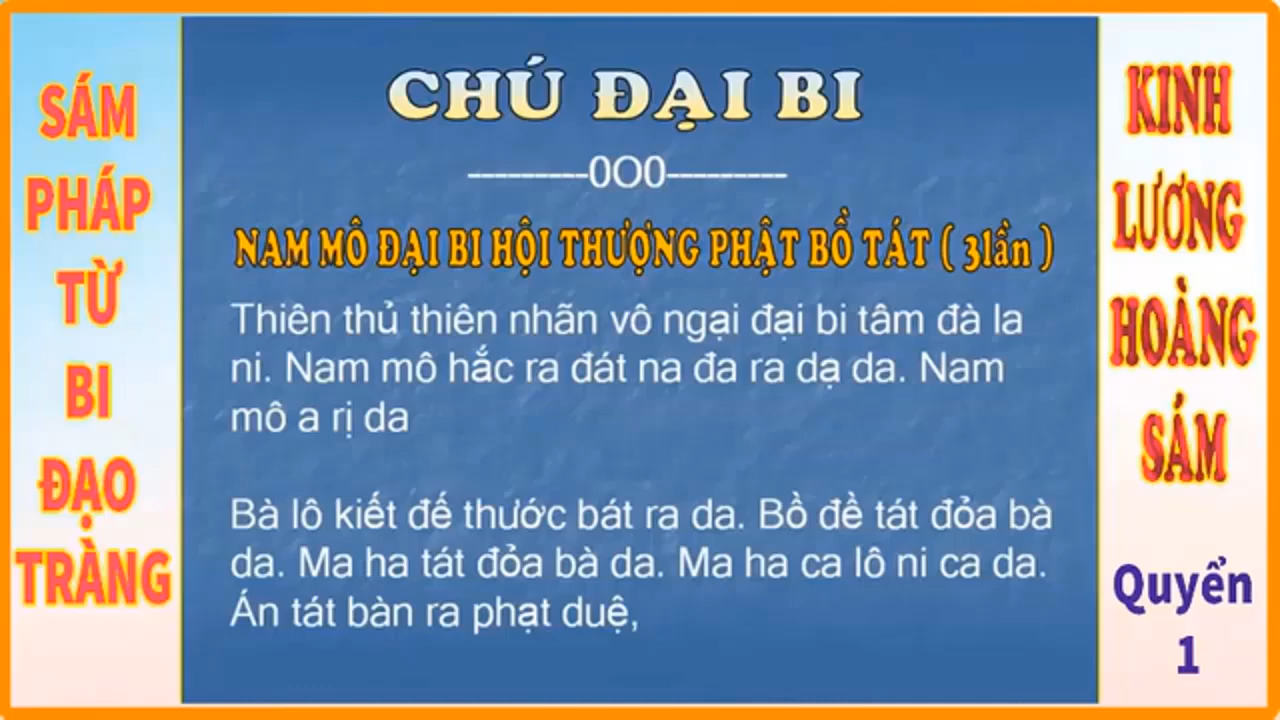 SÁM
PHÁP
TỪ
BI
ĐẠO
TRÀNG
CHÚ ĐẠI BI
---------0O0---------
NAM MÔ ĐẠI BI HỘI THƯỢNG PHẬT BỒ TÁT ( 3lần )
Thiên thủ thiên nhãn vô ngại đại bi tâm đà la
ni. Nam mô hắc ra đát na đa ra dạ da. Nam
mô a rị da
Bà lô kiết đế thước bát ra da. Bồ đề tát đỏa bà
da. Ma ha tát đỏa bà da. Ma ha ca lô ni ca da.
Án tát bàn ra phạt duệ,
KINH
LƯƠNG
HOÀNG
SÁM
Quyển
1